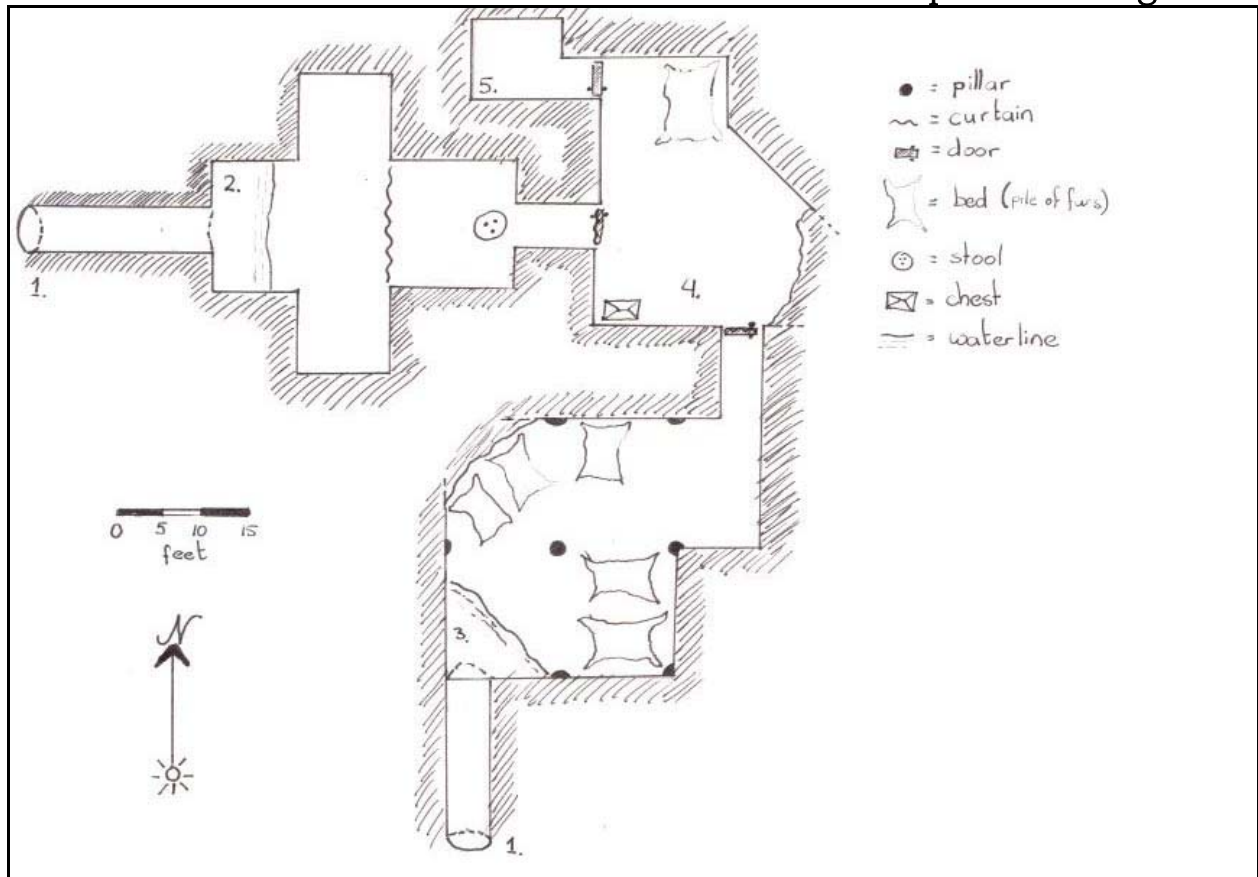 5.
2.
1.
4.
3.
1.
= pillar
= curtain
= door
= bed (pile of furs)
= stool
= chest
= waterline
0 5 10 15
feet
N